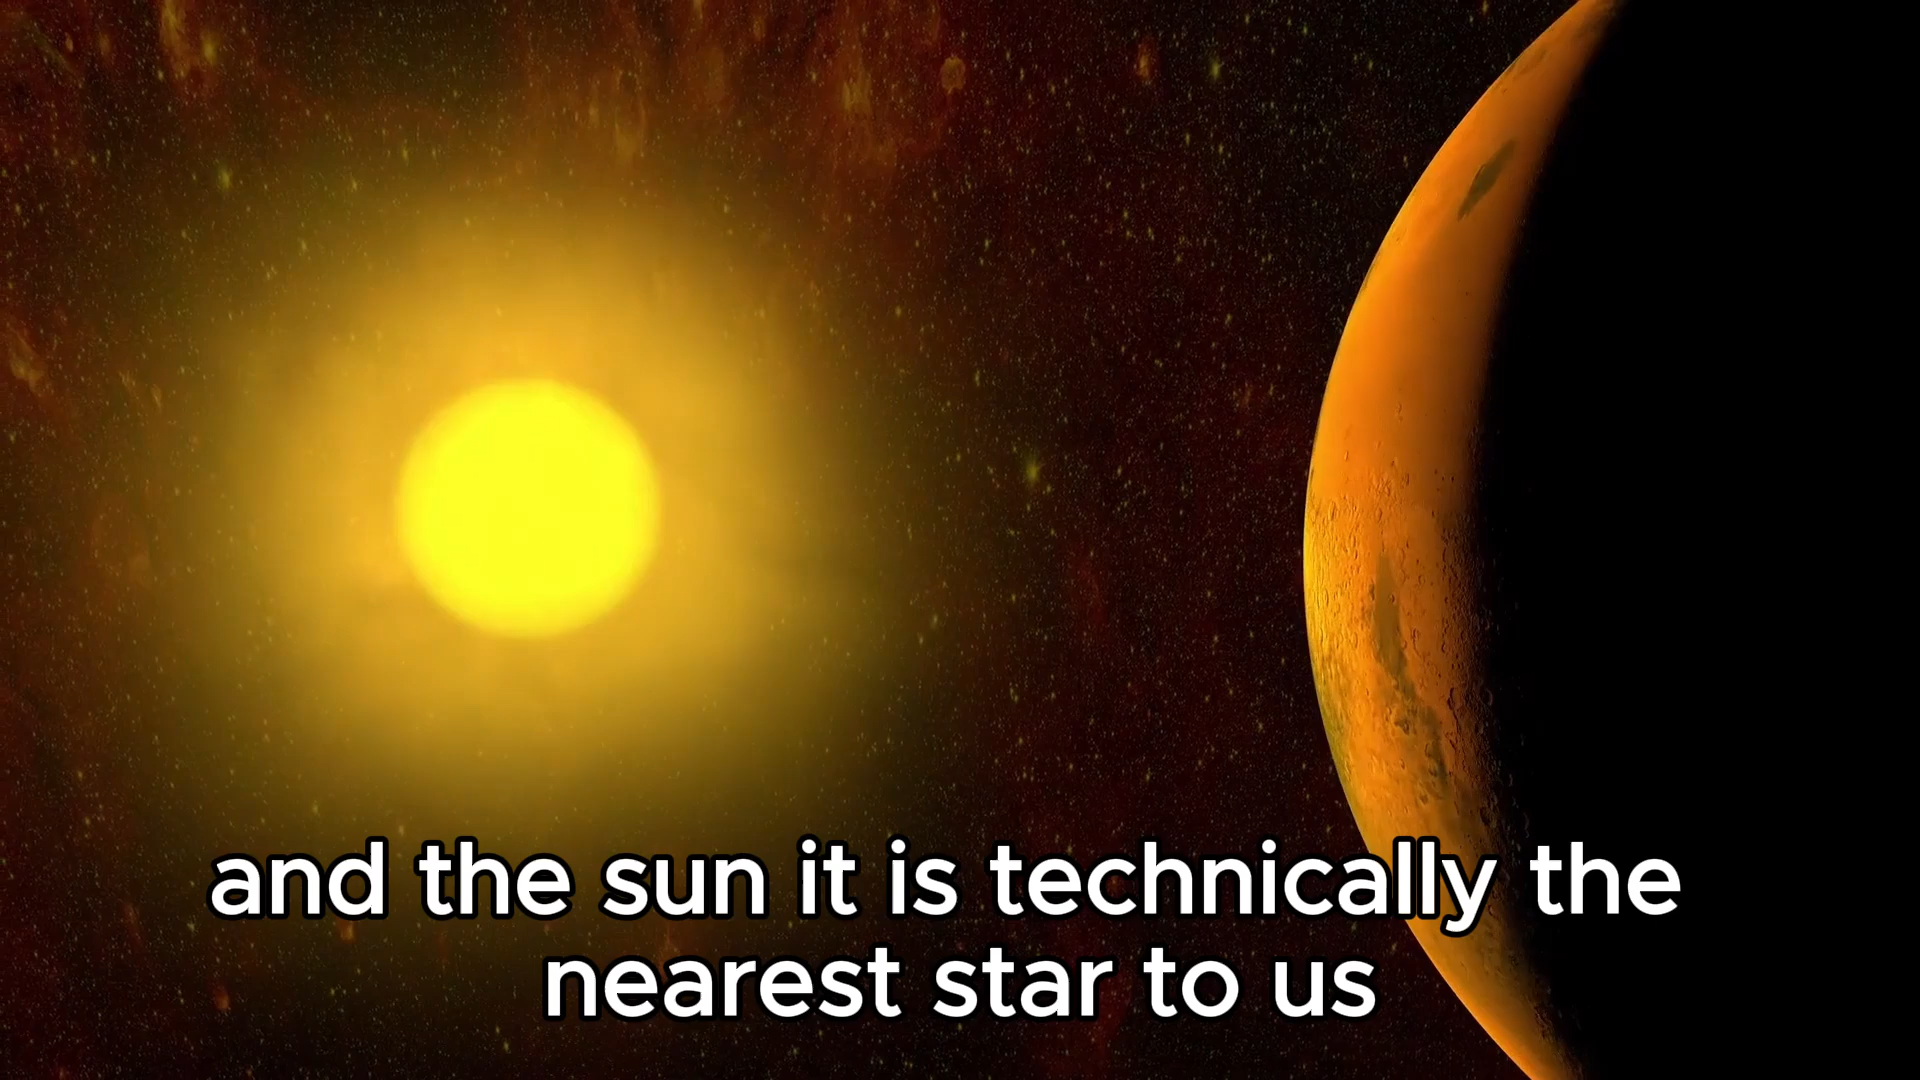 and the sun it is technically the
nearest star to us